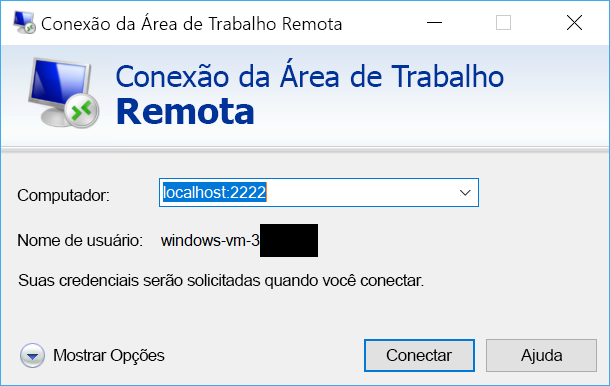 Conexão da Área de Trabalho Remota
Conexão da Área de Trabalho
Remota
Computador: localhost:2222
Nome de usuário: windows-vm-3
Suas credenciais serão solicitadas quando você conectar.
Mostrar Opções Conectar Ajuda